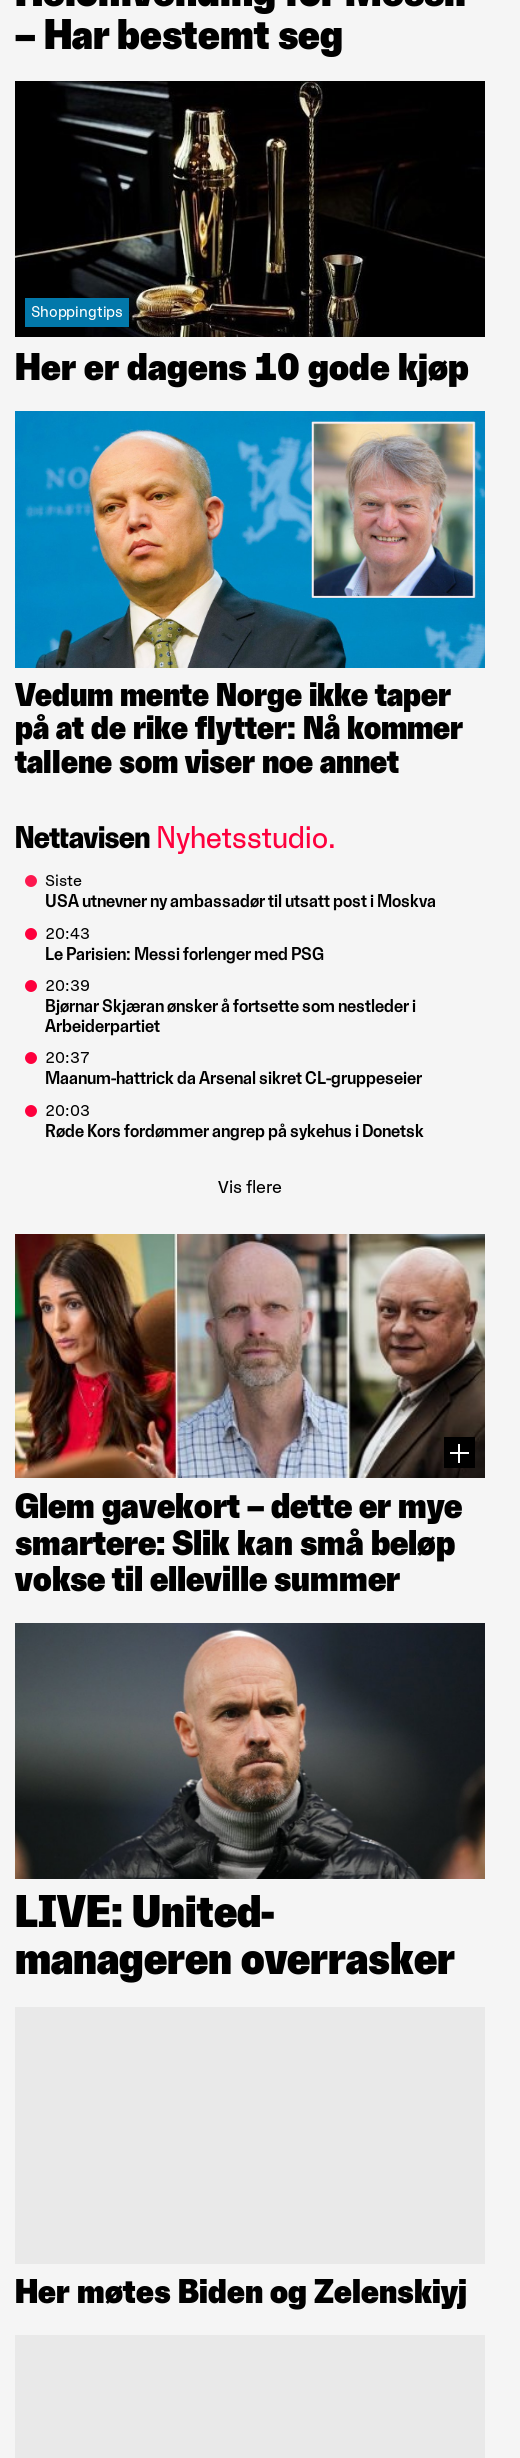 – Har bestemt seg
Shoppingtips
Her er dagens 10 gode kjøp
Vedum mente Norge ikke taper
på at de rike flytter: Nå kommer
tallene som viser noe annet
Nettavisen Nyhetsstudio.
Siste
USA utnevner ny ambassadør til utsatt post i Moskva
20:43
Le Parisien: Messi forlenger med PSG
20:39
Bjørnar Skjæran ønsker å fortsette som nestleder i
Arbeiderpartiet
20:37
Maanum-hattrick da Arsenal sikret CL-gruppeseier
20:03
Røde Kors fordømmer angrep på sykehus i Donetsk
Vis flere
Glem gavekort – dette er mye
smartere: Slik kan små beløp
vokse til elleville summer
LIVE: United-
manageren overrasker
Her møtes Biden og Zelenskiyj